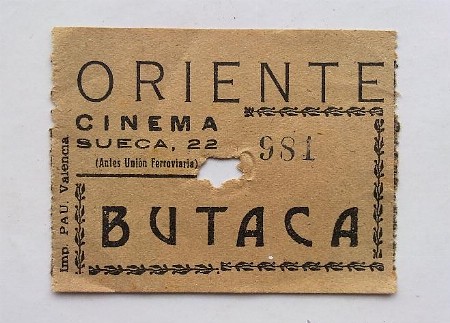 ORIENTE
CINEMA
SUECA, 22
(Antes Unión Ferroviaria)
981
BUTACA
Imp. PAU. Valencia